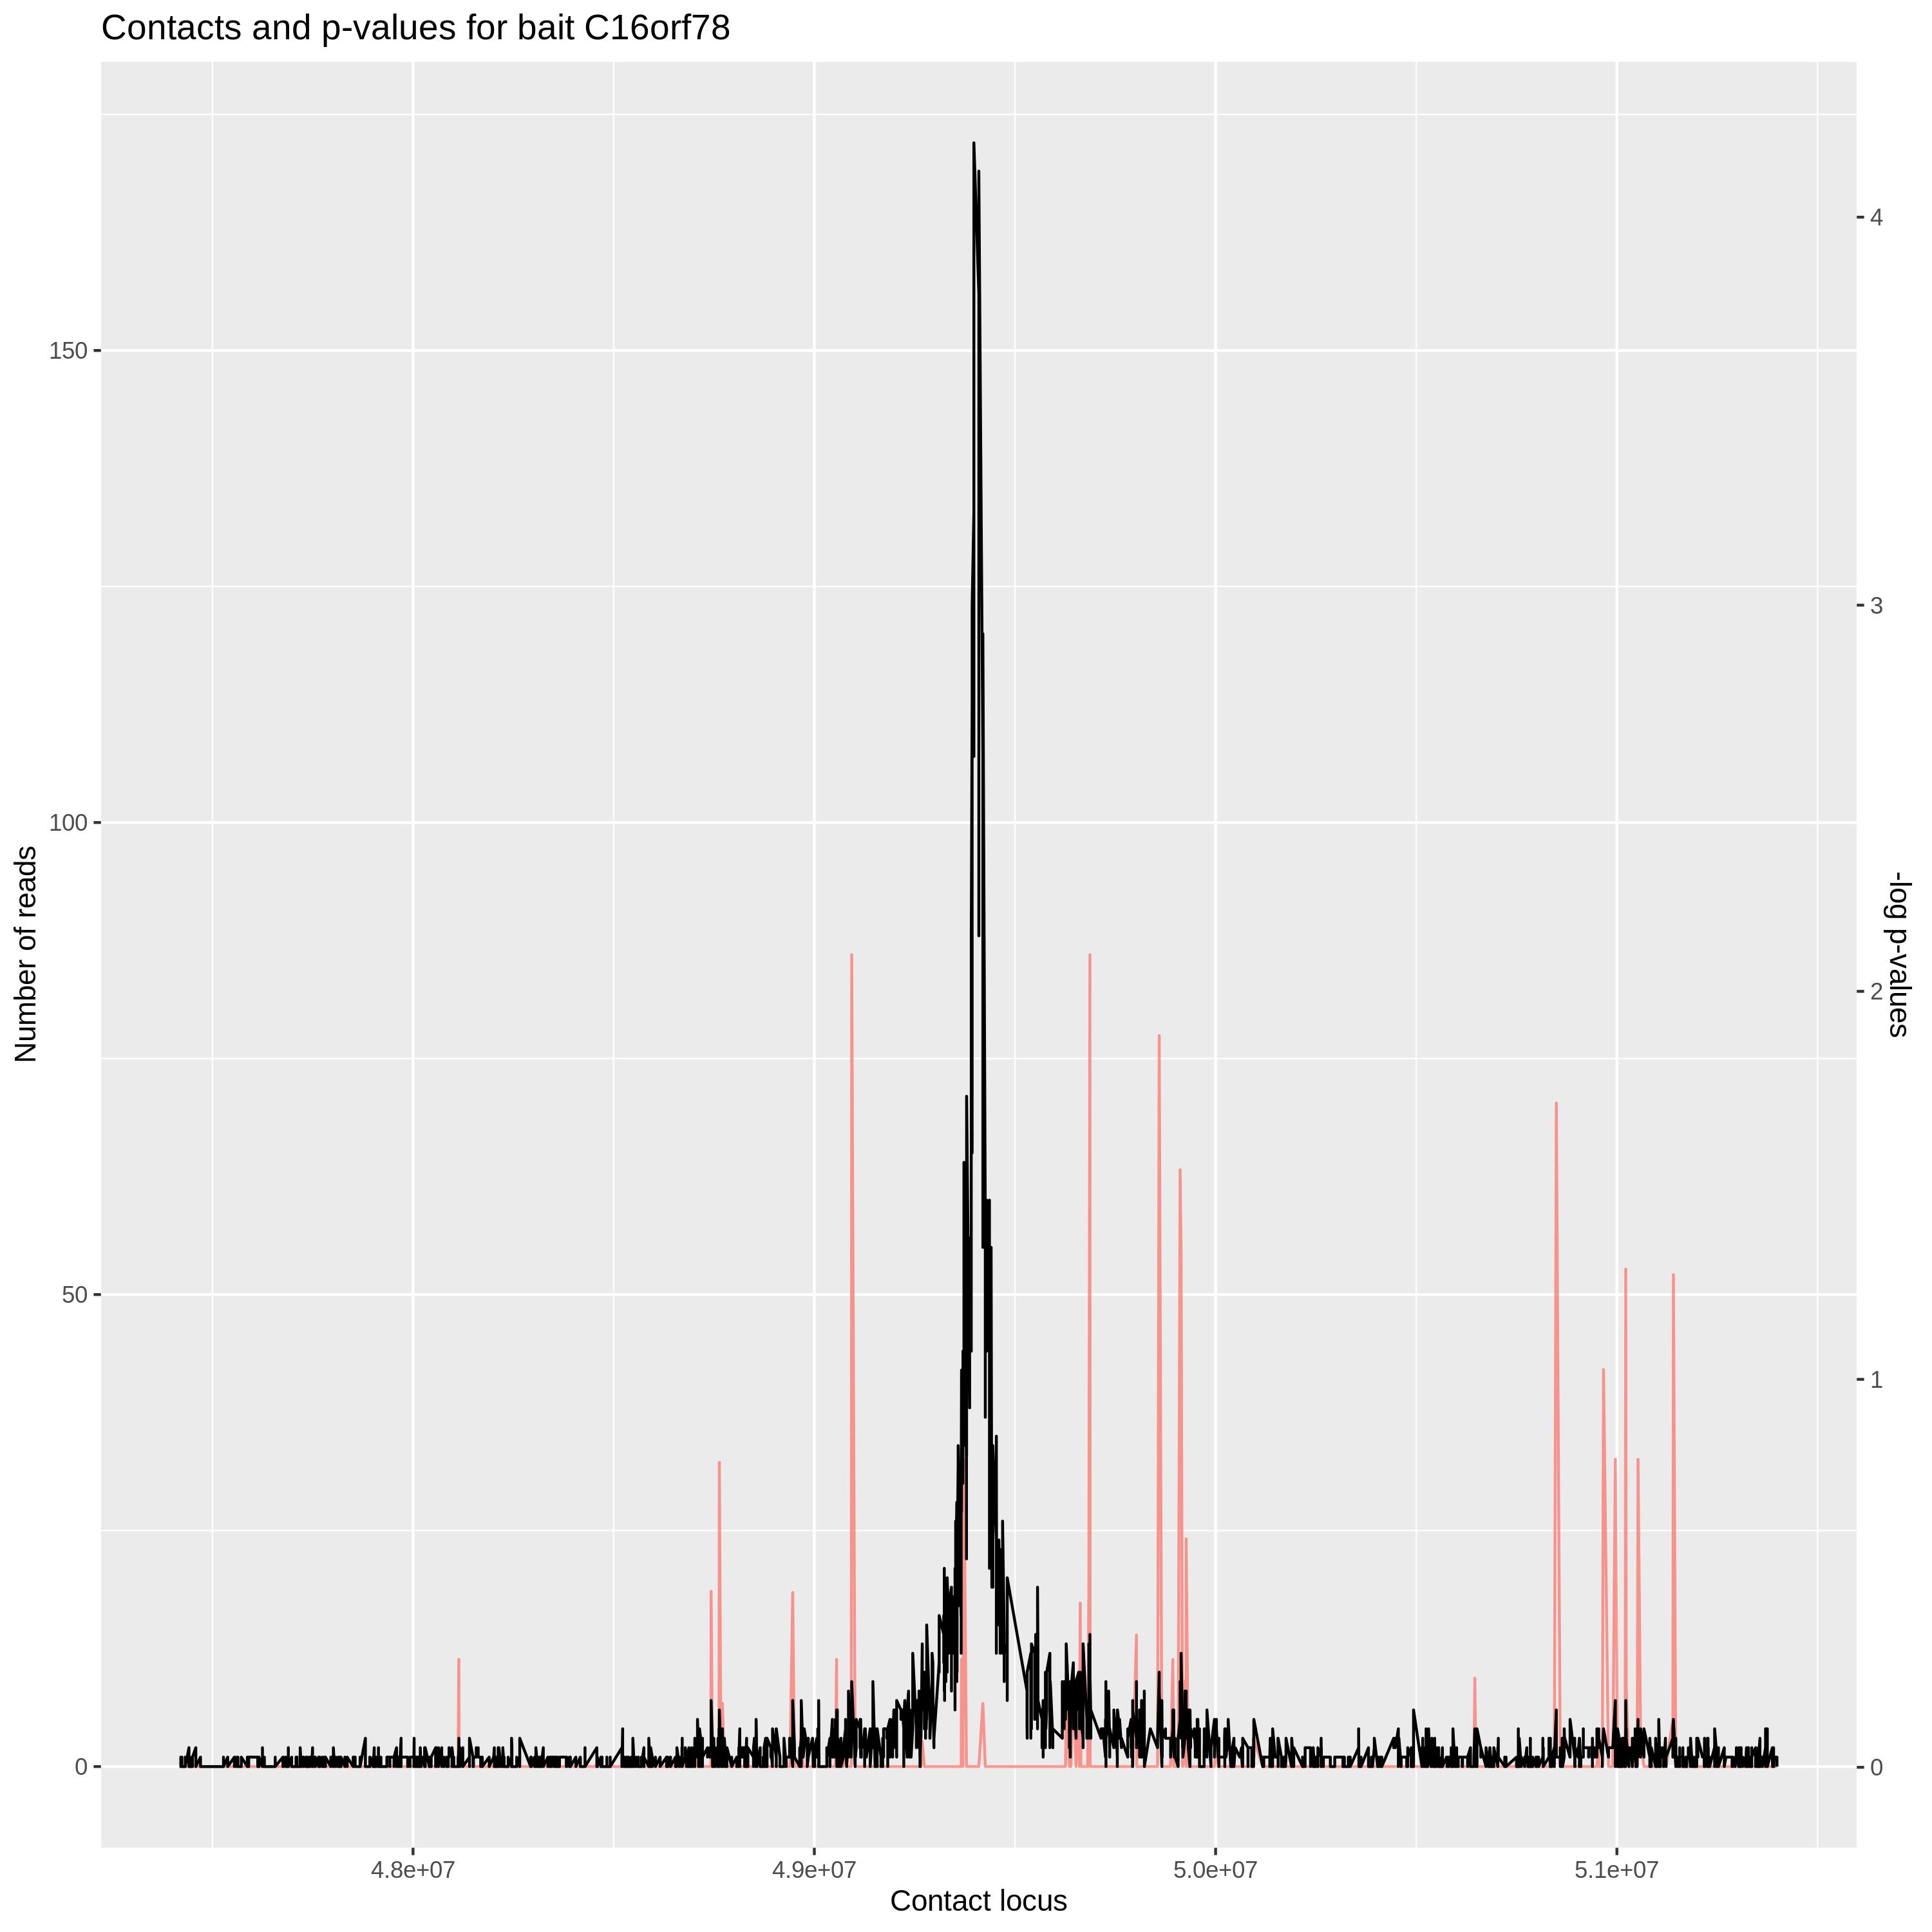 Contacts and p-values for bait C16orf78
150
100
50
0
Number of reads
4
3
2
1
0
-log p-values
4.8e+07 4.9e+07 5.0e+07 5.1e+07
Contact locus